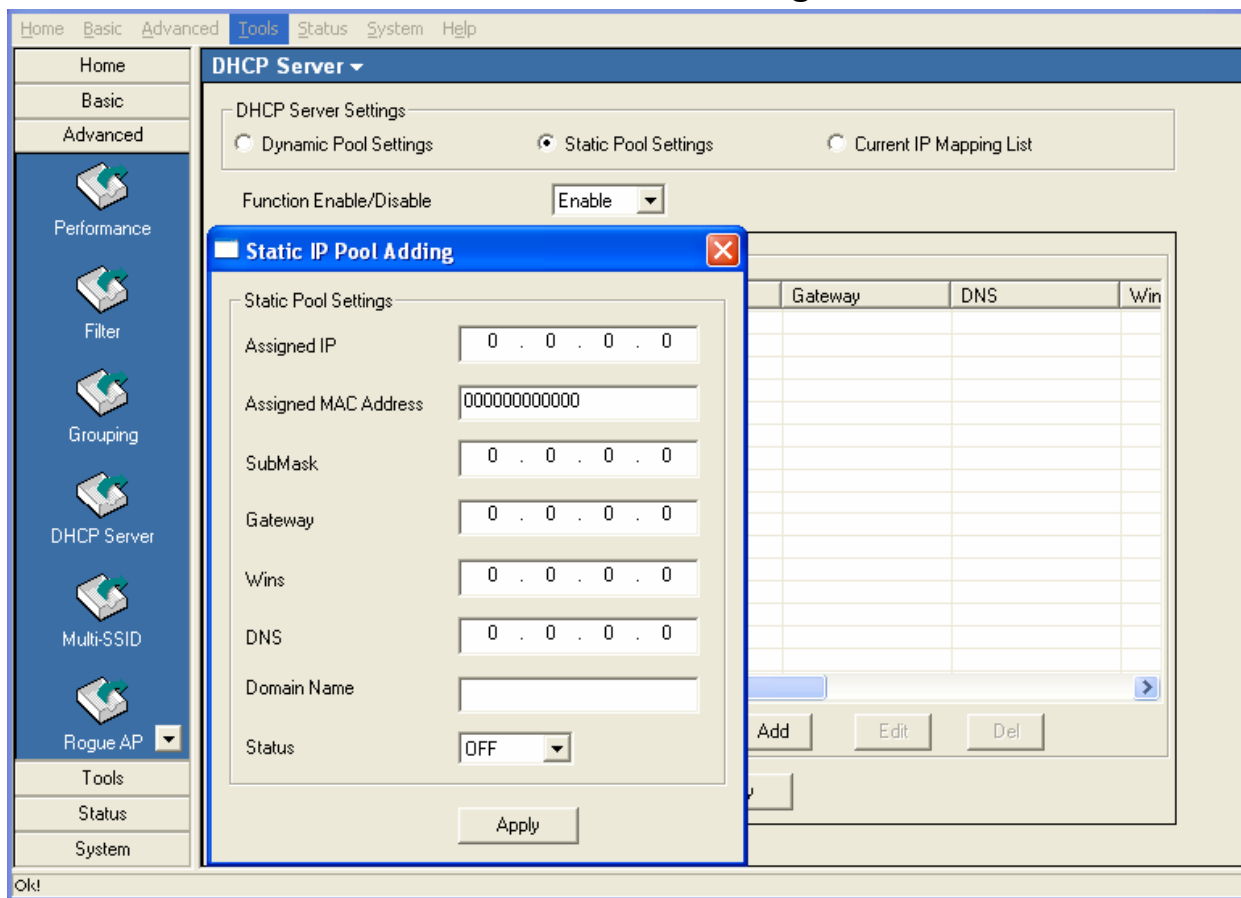 Home Basic Advanced Tools Status System Help
Home
Basic
Advanced
Performance
Filter
Grouping
DHCP Server
Multi-SSID
Rogue AP
Tools
Status
System
DHCP Server
DHCP Server Settings
Dynamic Pool Settings Static Pool Settings Current IP Mapping List
Function Enable/Disable Enable
Gateway DNS Win
Add Edit Del
Static IP Pool Adding
Static Pool Settings
Assigned IP 0 . 0 . 0 . 0
Assigned MAC Address 000000000000
SubMask 0 . 0 . 0 . 0
Gateway 0 . 0 . 0 . 0
Wins 0 . 0 . 0 . 0
DNS 0 . 0 . 0 . 0
Domain Name
Status OFF
Apply
Ok!